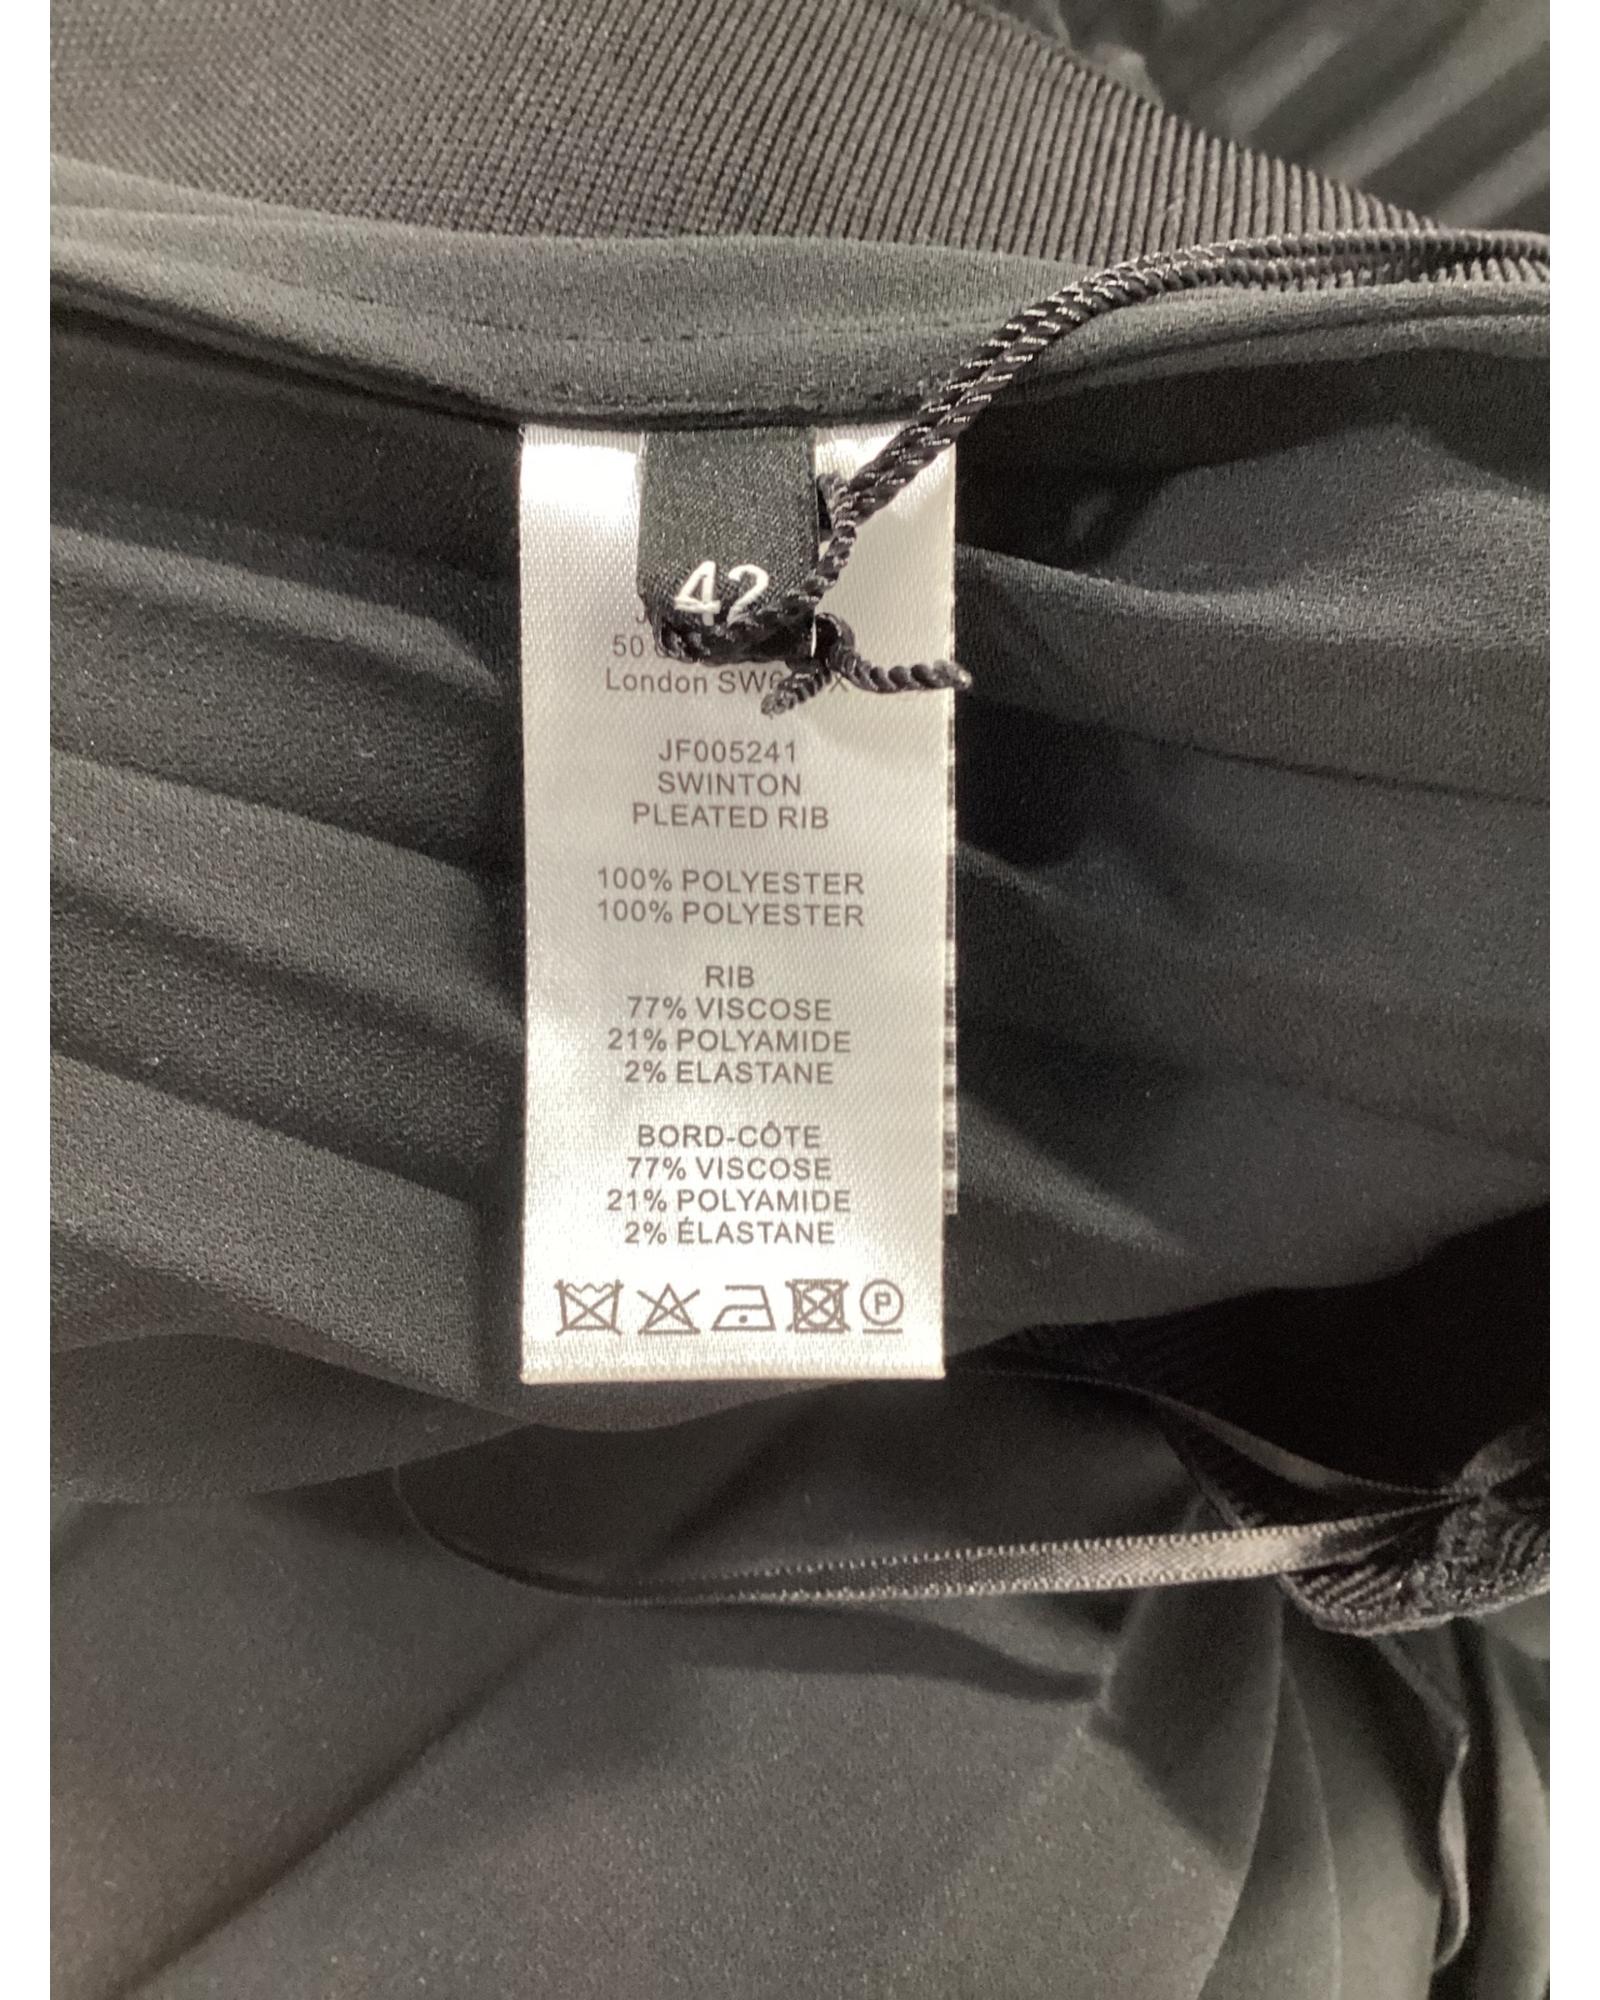 42
50
London
JF005241
SWINTON
PLEATED RIB
100% POLYESTER
100% POLYESTER
RIB
77% VISCOSE
21% POLYAMIDE
2% ELASTANE
BORD-CÔTE
77% VISCOSE
21% POLYAMIDE
2% ÉLASTANE
P